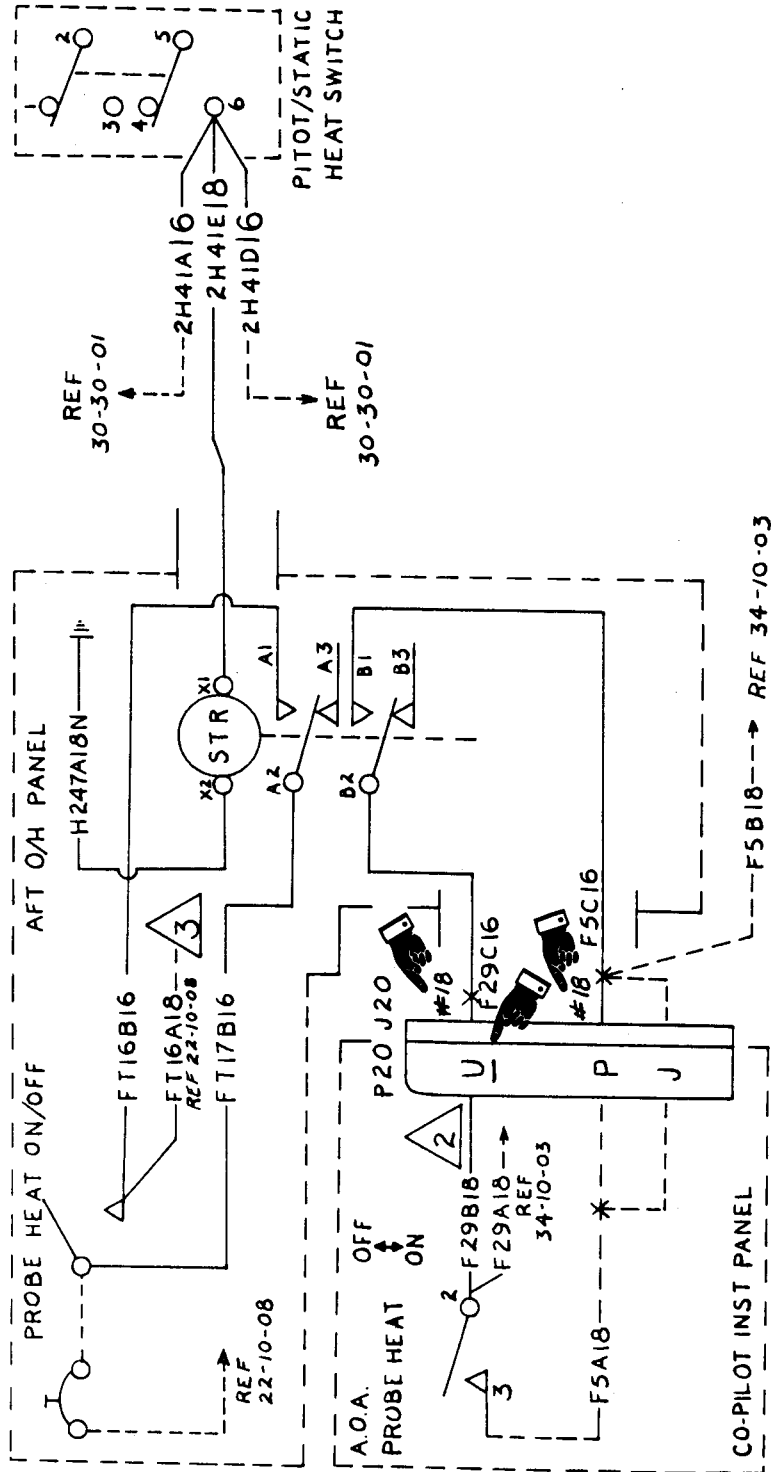 PITOT/STATIC
HEAT SWITCH
1
2
3
4
5
6
2H41A16
2H41E18
2H41D16
REF
30-30-01
REF
30-30-01
AFT O/H PANEL
H247A18N
X2
STR
X1
A1
A2
A3
B1
B2
B3
PROBE HEAT ON/OFF
FT16B16
FT16A18
REF 22-10-08
3
FT17B16
REF
22-10-08
P20 J20
#18
F29C16
#18
F5C16
U
P
J
2
OFF
ON
A.O.A.
PROBE HEAT
2
3
F29B18
F29A18
REF
34-10-03
F5A18
CO-PILOT INST PANEL
F5B18
REF 34-10-03